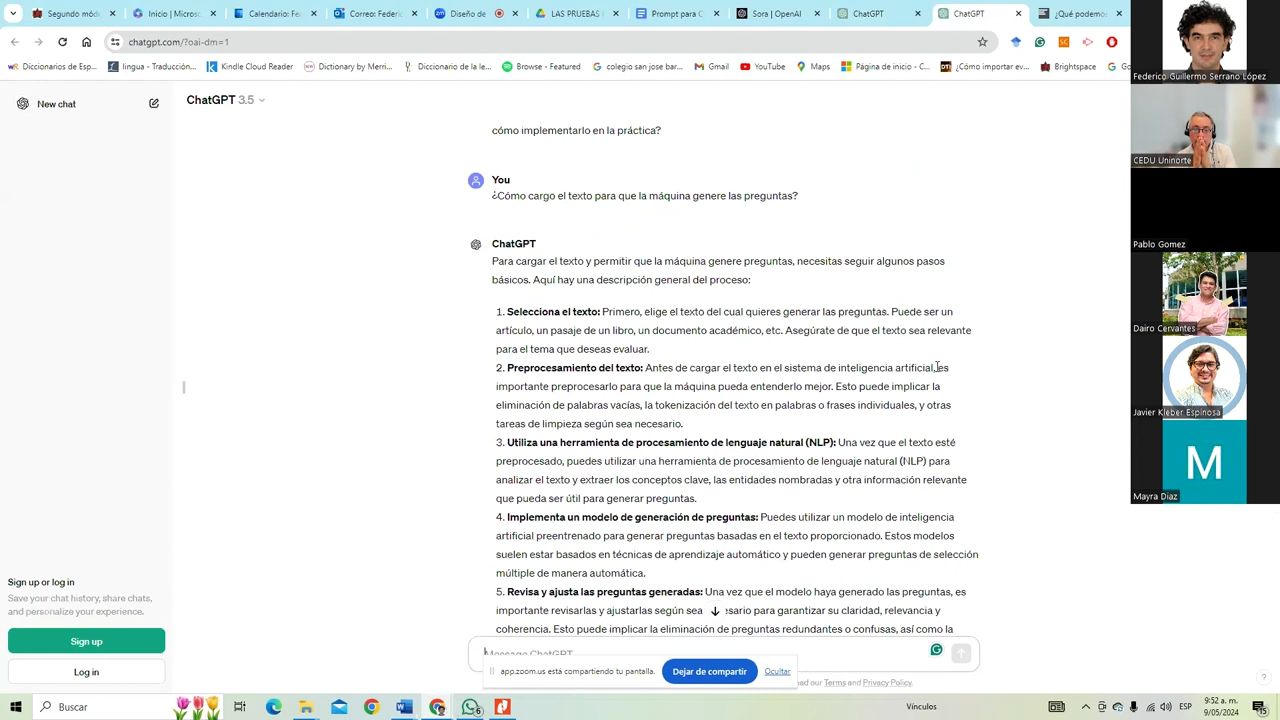 Inicio | Micros
Calendario: Fe
Correo: Federic
Diseño de
LAS PRUEBAS
Prompt para C
Sora | OpenAI
ChatGPT
ChatGPT
¿Qué podemo
chatgpt.com/?oai-dm=1
Diccionario de Espa...
lingua - Traducción...
Kindle Cloud Reader
Dictionary by Merri...
Diccionario de la le...
Browse - Featured
colegio san jose bar...
Gmail
YouTube
Maps
Página de inicio...
¿Cómo importar ev...
Brightspace
New chat
ChatGPT 3.5
cómo implementarlo en la práctica?
You
¿Cómo cargo el texto para que la máquina genere las preguntas?
ChatGPT
Para cargar el texto y permitir que la máquina genere preguntas, necesitas seguir algunos pasos
básicos. Aquí hay una descripción general del proceso:
1. Selecciona el texto: Primero, elige el texto del cual quieres generar las preguntas. Puede ser un
artículo, un pasaje de un libro, un documento académico, etc. Asegúrate de que el texto sea relevante
para el tema que deseas evaluar.
2. Preprocesamiento del texto: Antes de cargar el texto en el sistema de inteligencia artificial, es
importante preprocesarlo para que la máquina pueda entenderlo mejor. Esto puede implicar la
eliminación de palabras vacías, la tokenización del texto en palabras o frases individuales, y otras
tareas de limpieza según sea necesario.
3. Utiliza una herramienta de procesamiento de lenguaje natural (NLP): Una vez que el texto esté
preprocesado, puedes utilizar una herramienta de procesamiento de lenguaje natural (NLP) para
analizar el texto y extraer los conceptos clave, las entidades nombradas y otra información relevante
que pueda ser útil para generar preguntas.
4. Implementa un modelo de generación de preguntas: Puedes utilizar un modelo de inteligencia
artificial preentrenado para generar preguntas basadas en el texto proporcionado. Estos modelos
suelen estar basados en técnicas de aprendizaje automático y pueden generar preguntas de selección
múltiple de manera automática.
5. Revisa y ajusta las preguntas generadas: Una vez que el modelo haya generado las preguntas, es
importante revisarlas y ajustarlas según sea esario para garantizar su claridad, relevancia y
coherencia. Esto puede implicar la eliminación de preguntas redundantes o confusas, así como la
Message ChatGPT
app.zoom.us está compartiendo tu pantalla.
Dejar de compartir
Ocultar
ead our Terms and Privacy Policy.
?
Sign up or log in
Save your chat history, share chats,
and personalize your experience.
Sign up
Log in
Federico Guillermo Serrano López
CEDU Uninorte
Pablo Gomez
Dairo Cervantes
Javier Kleber Espinosa
M
Mayra Diaz
Buscar
Vínculos
ESP
9:52 a. m.
9/05/2024